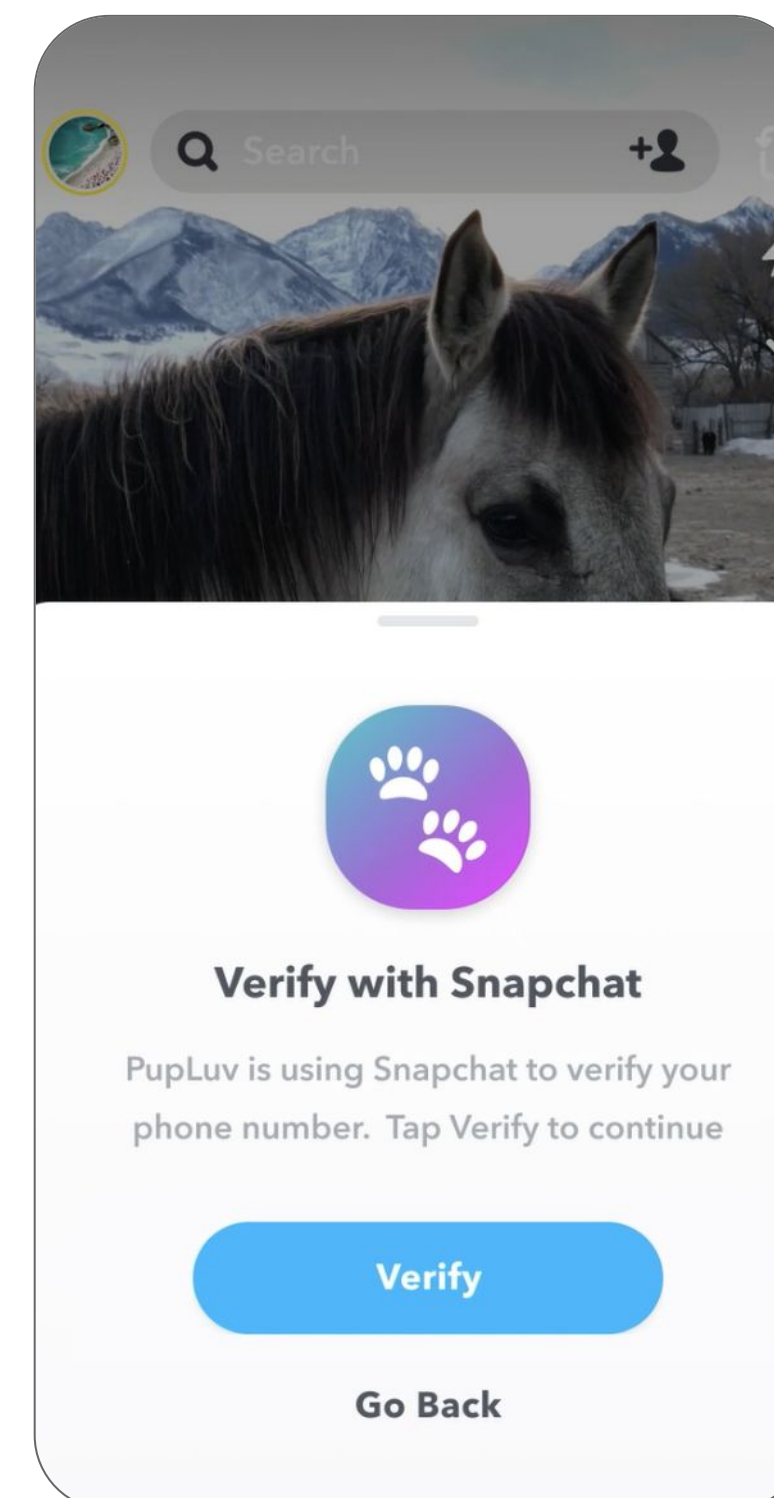 Search
Verify with Snapchat
PupLuv is using Snapchat to verify your
phone number.  Tap Verify to continue
Verify
Go Back